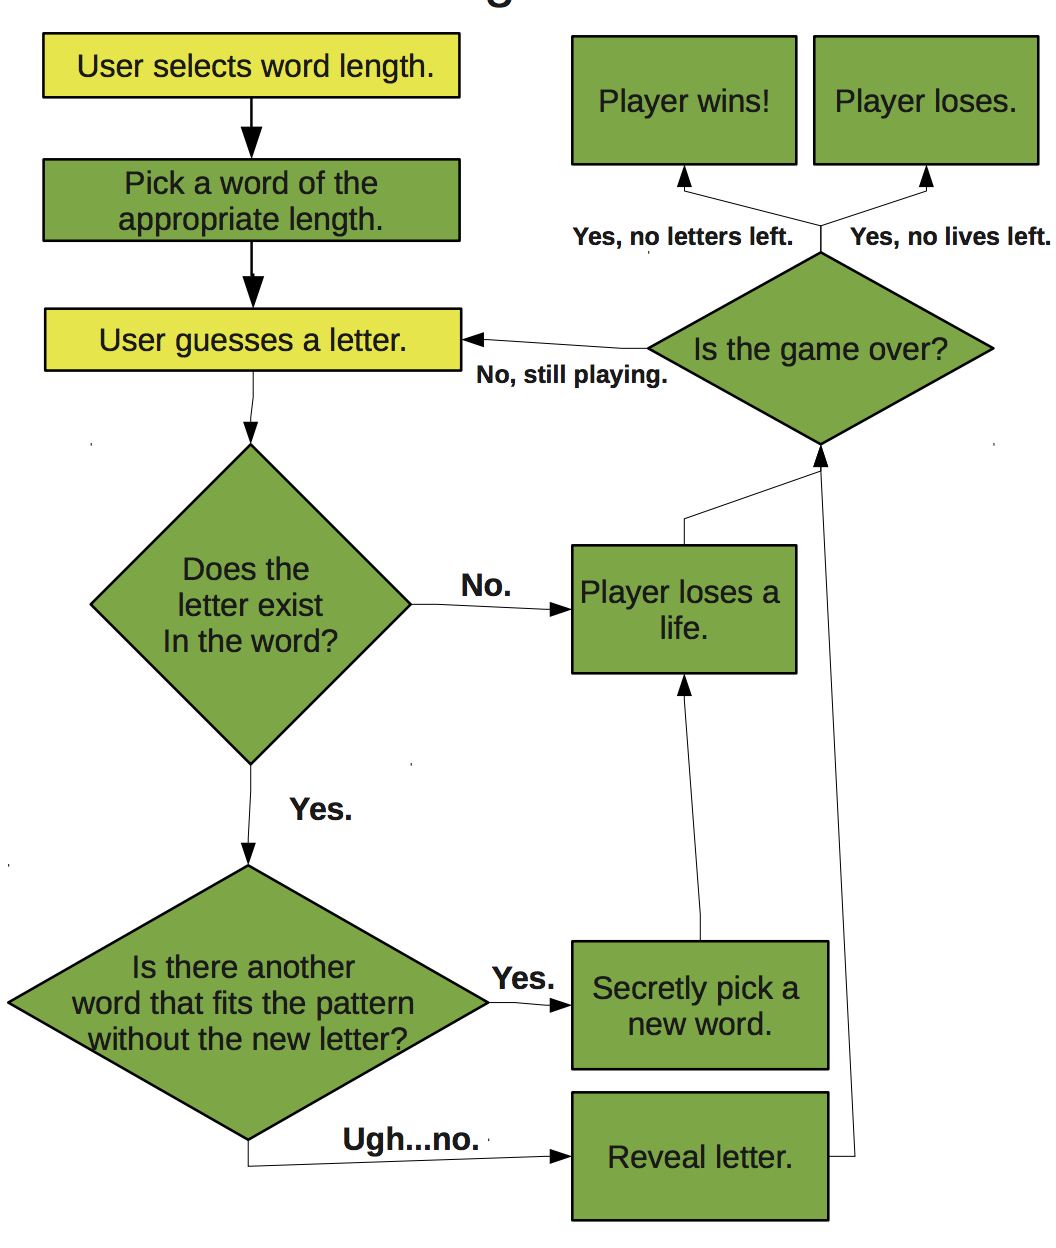 User selects word length.
Pick a word of the
appropriate length.
User guesses a letter.
Does the
letter exist
In the word?
No.
Yes.
Is there another
word that fits the pattern
without the new letter?
Yes.
Ugh...no.
Secretly pick a
new word.
Reveal letter.
Player loses a
life.
Is the game over?
No, still playing.
Yes, no letters left.
Yes, no lives left.
Player wins!
Player loses.